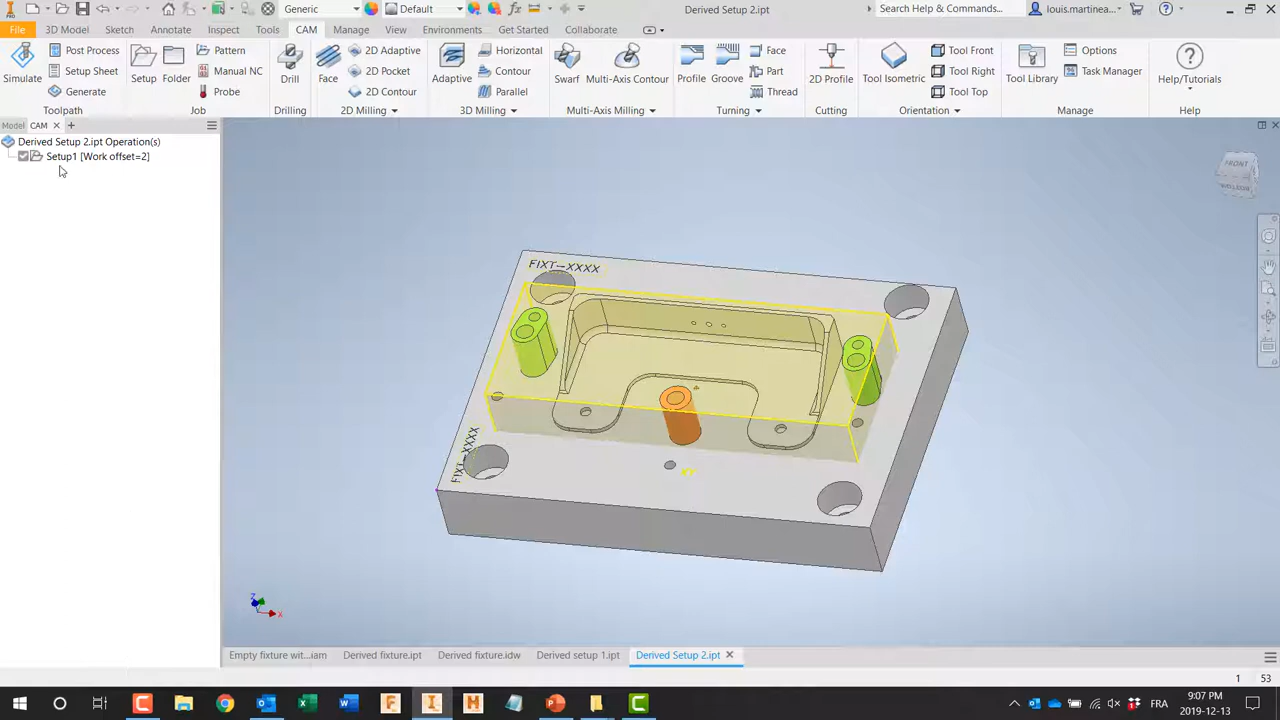 Generic
Default
Derived Setup 2.ipt
Search Help & Commands...
louis.martinea...
File
3D Model
Sketch
Annotate
Inspect
Tools
CAM
Manage
View
Environments
Get Started
Collaborate
Simulate
Post Process
Setup Sheet
Generate
Toolpath
Setup
Folder
Pattern
Manual NC
Probe
Job
Drill
Drilling
Face
2D Adaptive
2D Pocket
2D Contour
2D Milling
Adaptive
Horizontal
Contour
Parallel
3D Milling
Swarf
Multi-Axis Contour
Multi-Axis Milling
Profile
Groove
Face
Part
Thread
Turning
2D Profile
Cutting
Tool Isometric
Tool Front
Tool Right
Tool Top
Orientation
Tool Library
Options
Task Manager
Manage
Help/Tutorials
Model
CAM
Derived Setup 2.ipt Operation(s)
Setup1 [Work offset=2]
FRONT
FIXT-XXXX
FIXT-XXXX
Z
X
Empty fixture wit...iam
Derived fixture.ipt
Derived fixture.idw
Derived setup 1.ipt
Derived Setup 2.ipt
1
53
FRA
9:07 PM
2019-12-13